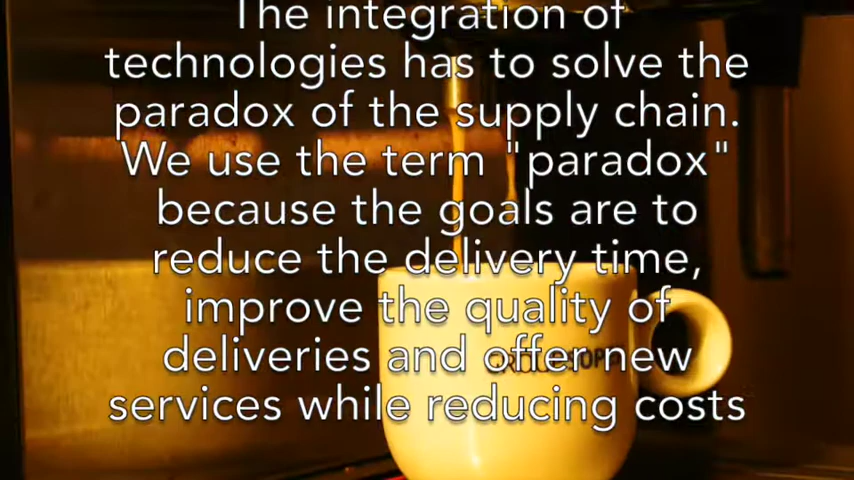 The integration of
technologies has to solve the
paradox of the supply chain.
We use the term "paradox"
because the goals are to
reduce the delivery time,
improve the quality of
deliveries and offer new
services while reducing costs